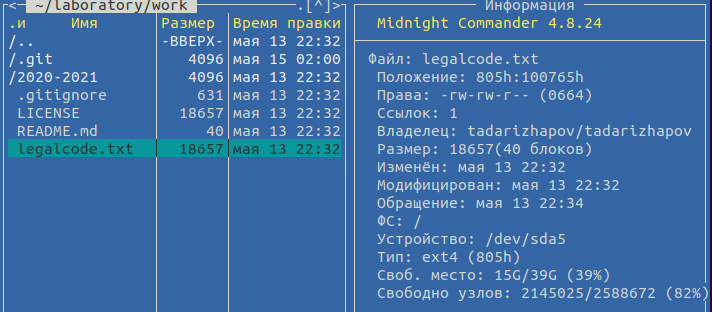 <─ ~/laboratory/work ─.[^]>
.и Имя Размер Время правки
/.. -ВВЕРХ- мая 13 22:32
/.git 4096 мая 15 02:00
/2020-2021 4096 мая 13 22:32
.gitignore 631 мая 13 22:32
LICENSE 18657 мая 13 22:32
README.md 40 мая 13 22:32
legalcode.txt 18657 мая 13 22:32
Информация
Midnight Commander 4.8.24
Файл: legalcode.txt
Положение: 805h:100765h
Права: -rw-rw-r-- (0664)
Ссылок: 1
Владелец: tadarizhapov/tadarizhapov
Размер: 18657(40 блоков)
Изменён: мая 13 22:32
Модифицирован: мая 13 22:32
Обращение: мая 13 22:34
ФС: /
Устройство: /dev/sda5
Тип: ext4 (805h)
Своб. место: 15G/39G (39%)
Свободно узлов: 2145025/2588672 (82%)